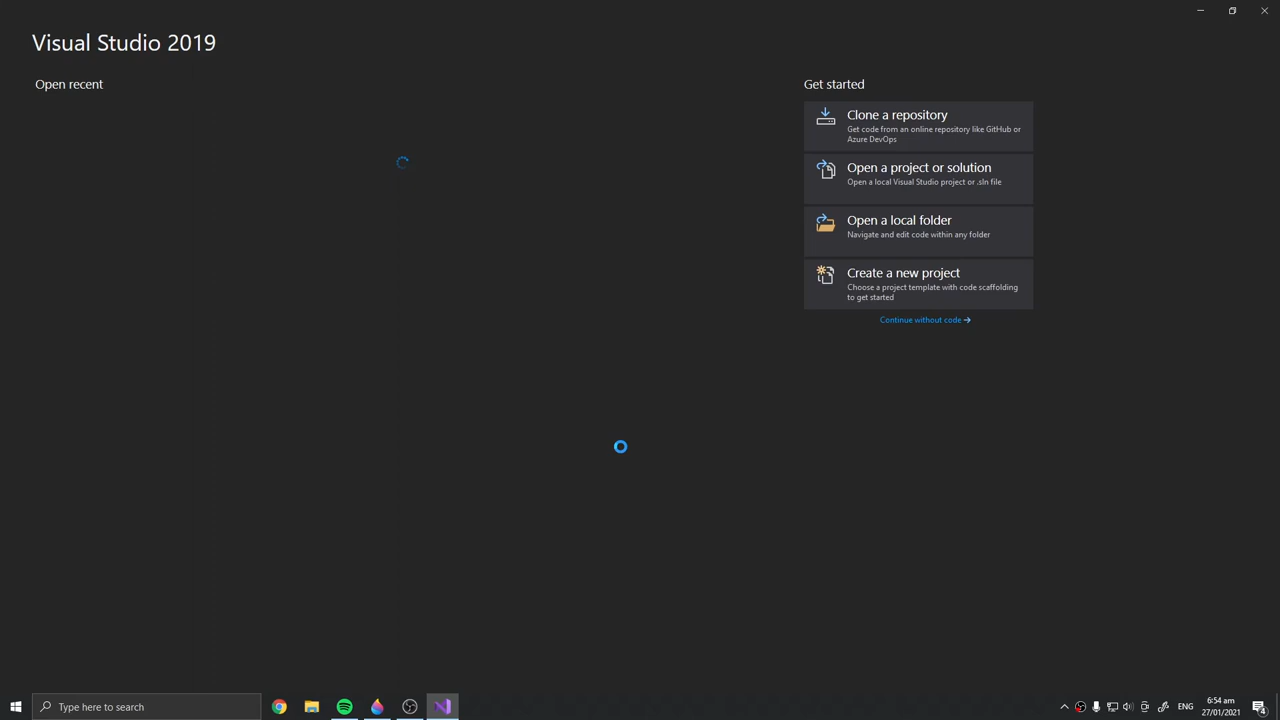 Visual Studio 2019
Open recent
Get started
Clone a repository
Get code from an online repository like GitHub or
Azure DevOps
Open a project or solution
Open a local Visual Studio project or .sln file
Open a local folder
Navigate and edit code within any folder
Create a new project
Choose a project template with code scaffolding
to get started
Continue without code →
Type here to search
ENG
6:54 am
27/01/2021
4